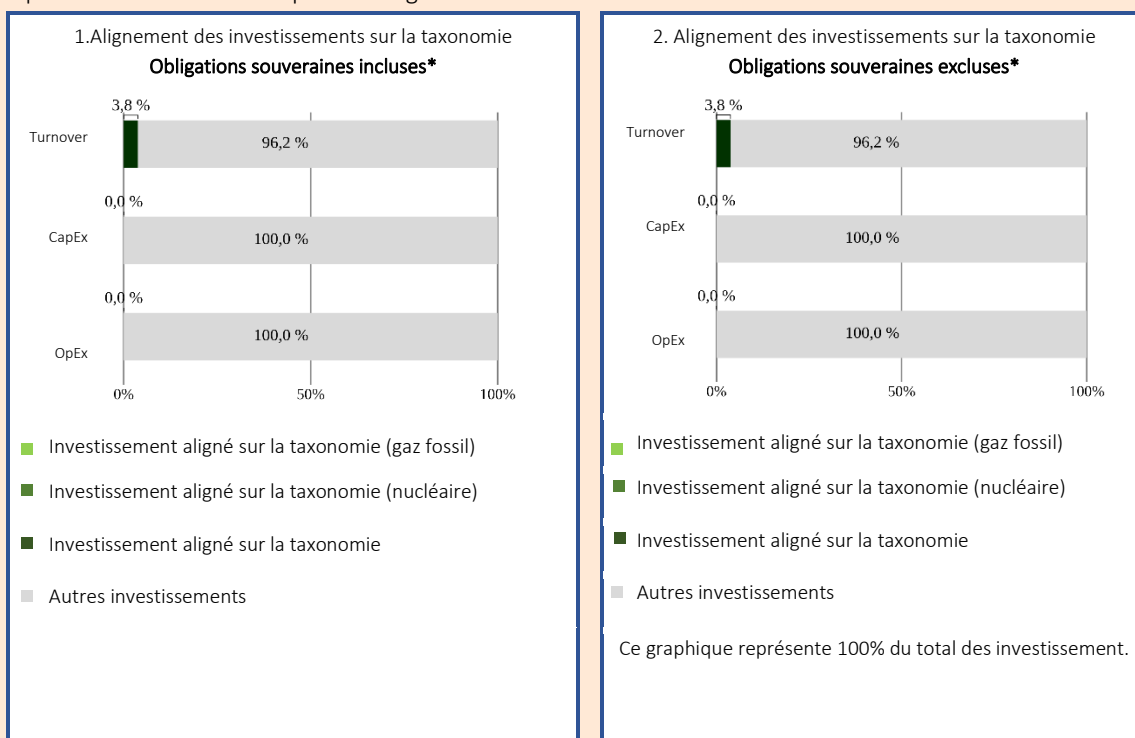 1.Alignement des investissements sur la taxonomie
Obligations souveraines incluses*
3,8 %
Turnover
96,2 %
0,0 %
CapEx
100,0 %
0,0 %
OpEx
100,0 %
0%
50%
100%
Investissement aligné sur la taxonomie (gaz fossil)
Investissement aligné sur la taxonomie (nucléaire)
Investissement aligné sur la taxonomie
Autres investissements
2. Alignement des investissements sur la taxonomie
Obligations souveraines exclues*
3,8 %
Turnover
96,2 %
0,0 %
CapEx
100,0 %
0,0 %
OpEx
100,0 %
0%
50%
100%
Investissement aligné sur la taxonomie (gaz fossil)
Investissement aligné sur la taxonomie (nucléaire)
Investissement aligné sur la taxonomie
Autres investissements
Ce graphique représente 100% du total des investissement.